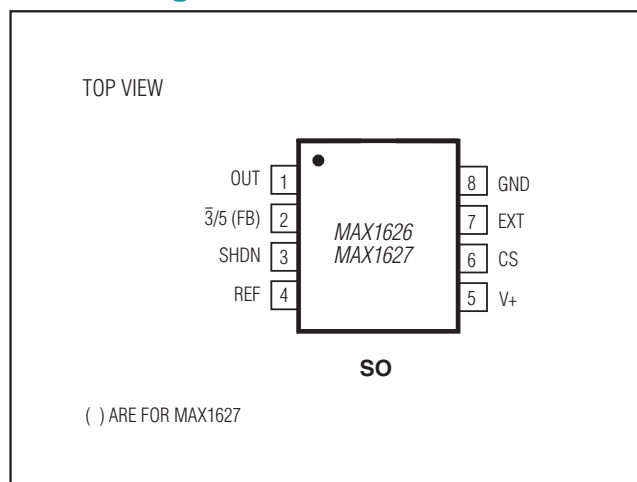 TOP VIEW
OUT 1
3̅/5 (FB) 2
SHDN 3
REF 4
MAX1626
MAX1627
8 GND
7 EXT
6 CS
5 V+
SO
( ) ARE FOR MAX1627